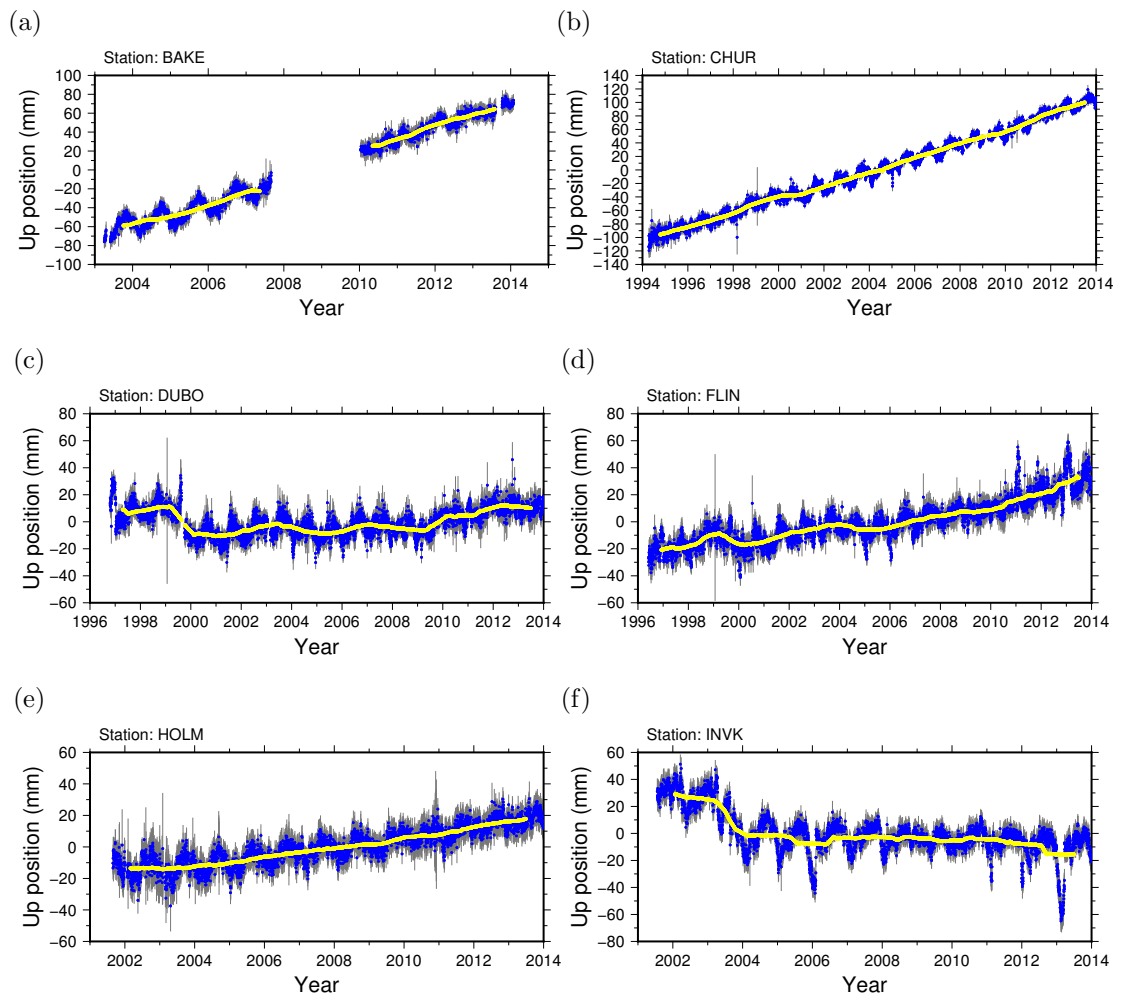 (a)
Station: BAKE
Up position (mm)
100
80
60
40
20
0
−20
−40
−60
−80
−100
2004 2006 2008 2010 2012 2014
Year
(b)
Station: CHUR
Up position (mm)
140
120
100
80
60
40
20
0
−20
−40
−60
−80
−100
−120
−140
1994 1996 1998 2000 2002 2004 2006 2008 2010 2012 2014
Year
(c)
Station: DUBO
Up position (mm)
80
60
40
20
0
−20
−40
−60
1996 1998 2000 2002 2004 2006 2008 2010 2012 2014
Year
(d)
Station: FLIN
Up position (mm)
80
60
40
20
0
−20
−40
−60
1996 1998 2000 2002 2004 2006 2008 2010 2012 2014
Year
(e)
Station: HOLM
Up position (mm)
60
40
20
0
−20
−40
−60
2002 2004 2006 2008 2010 2012 2014
Year
(f)
Station: INVK
Up position (mm)
60
40
20
0
−20
−40
−60
−80
2002 2004 2006 2008 2010 2012 2014
Year